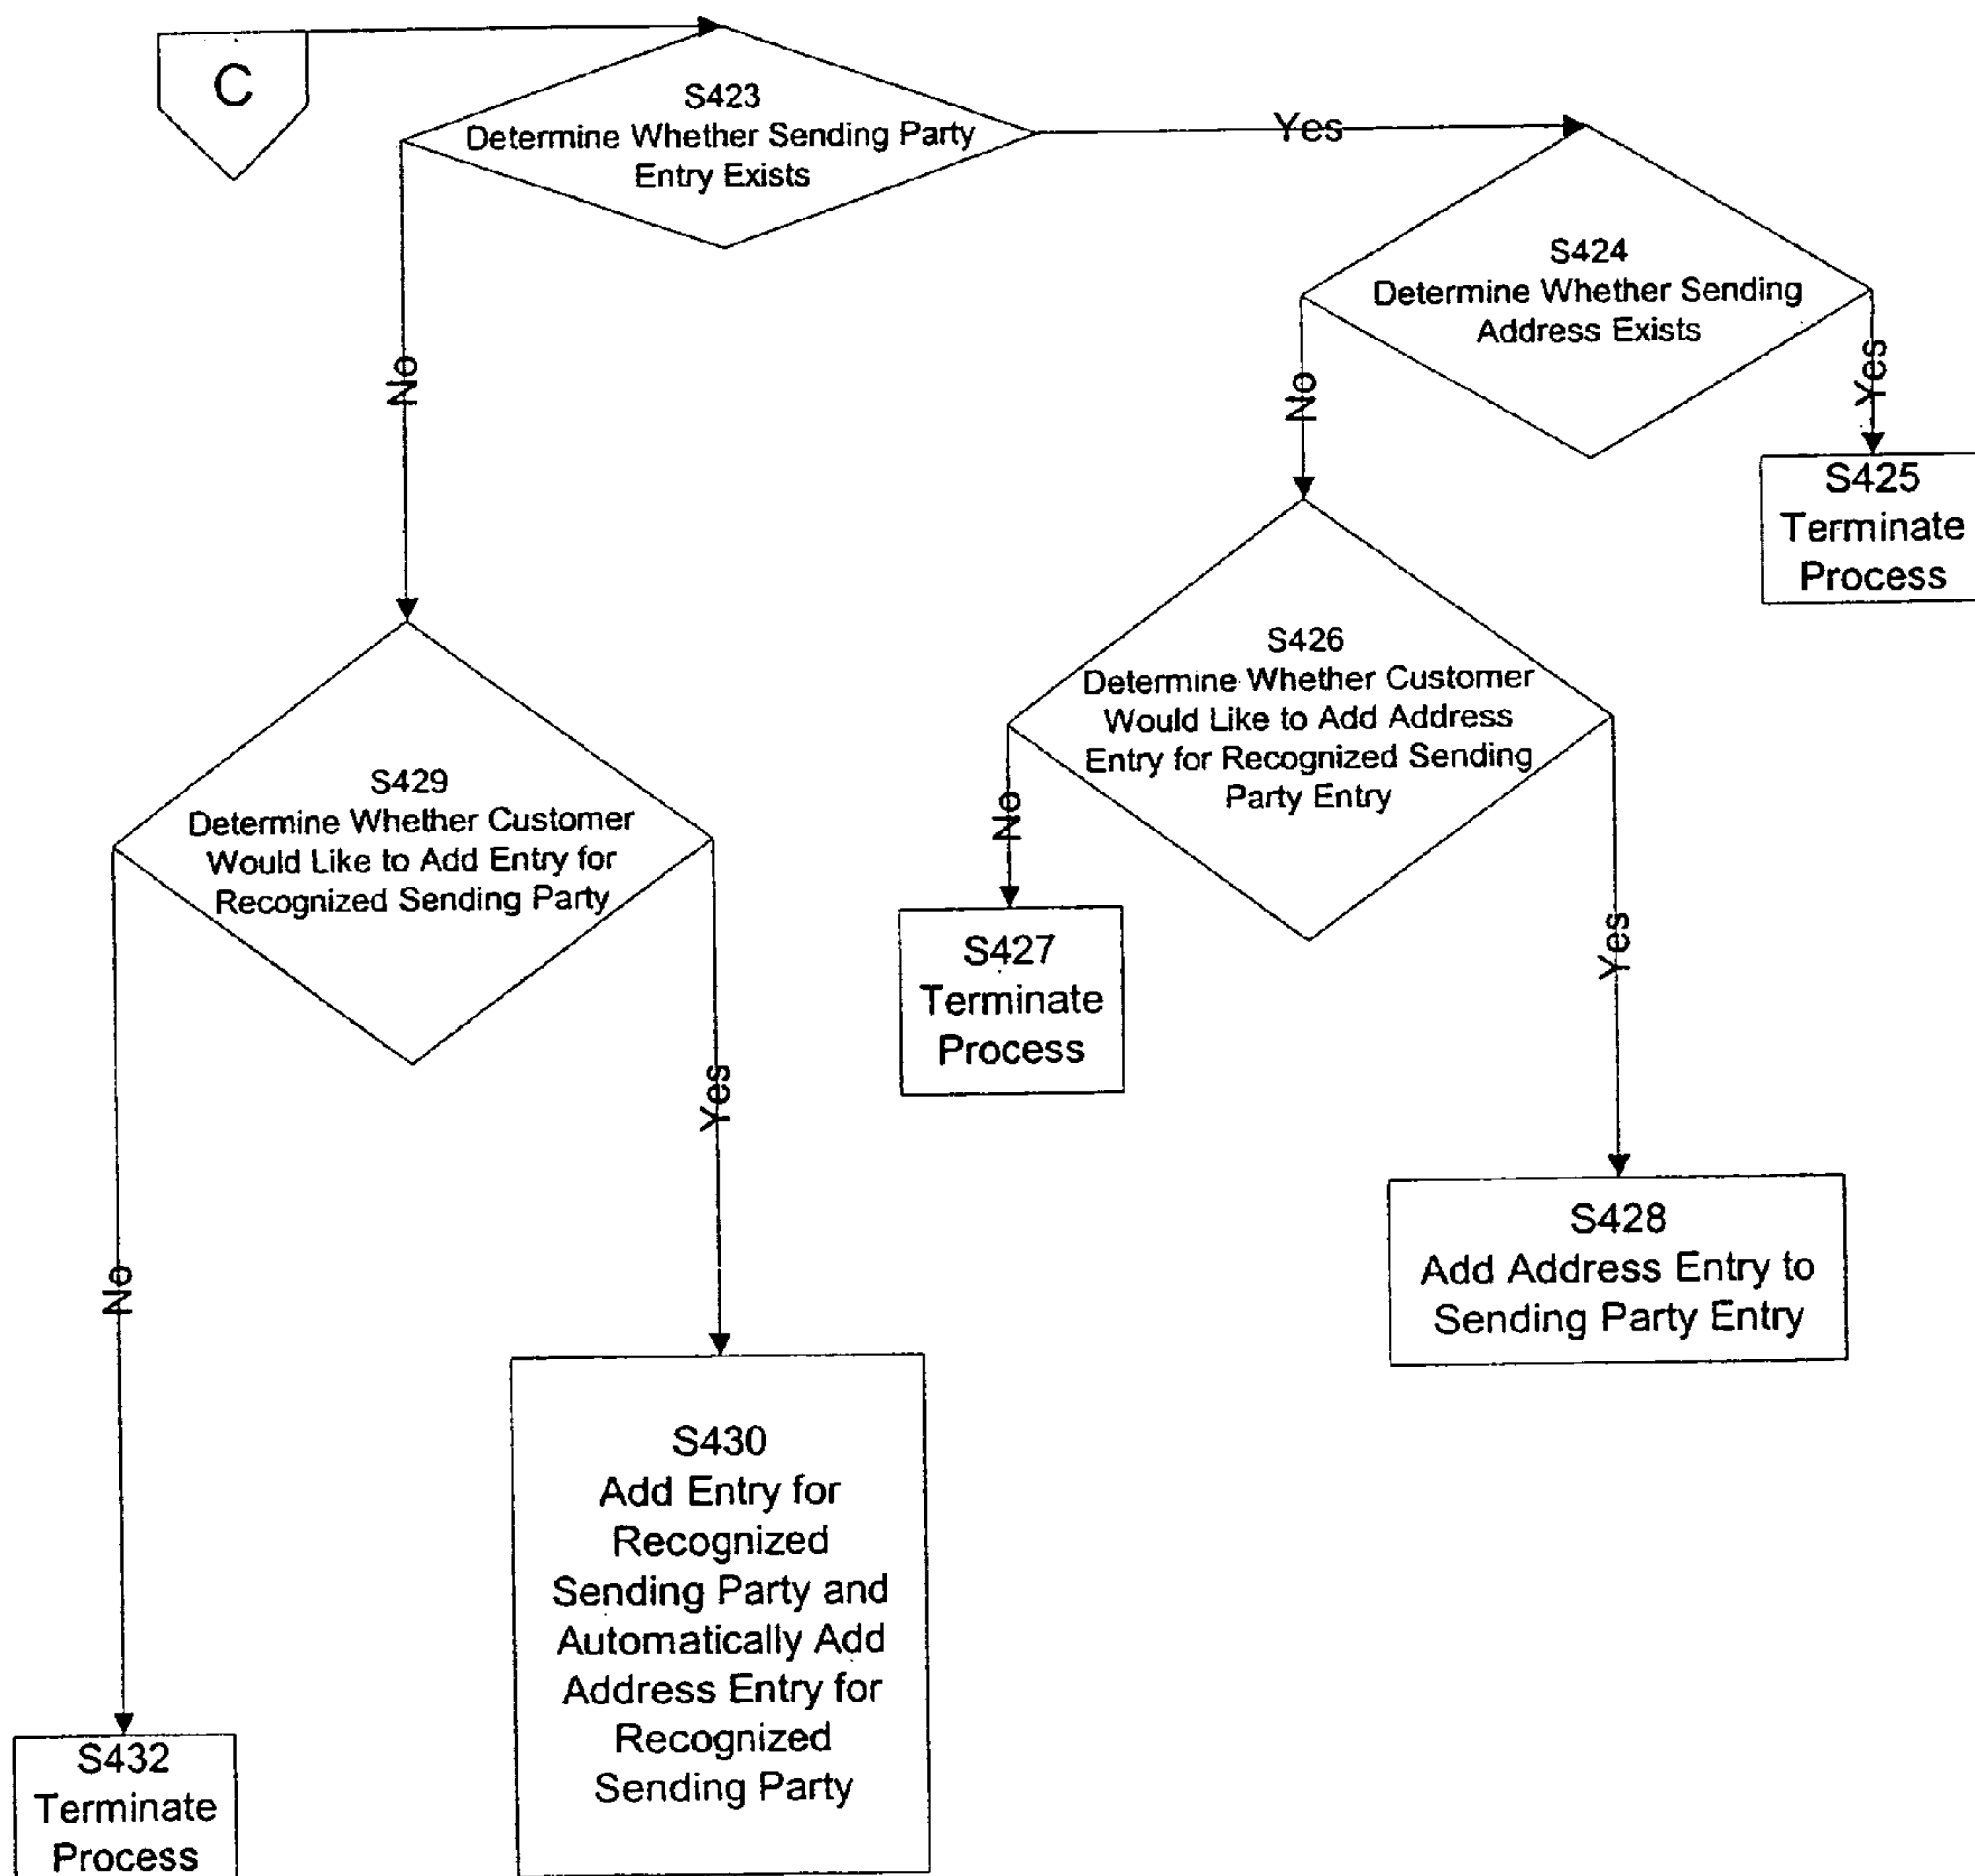 C
S423
Determine Whether Sending Party
Entry Exists
Yes
S424
Determine Whether Sending
Address Exists
No
No
Yes
S425
Terminate
Process
S426
Determine Whether Customer
Would Like to Add Address
Entry for Recognized Sending
Party Entry
S429
Determine Whether Customer
Would Like to Add Entry for
Recognized Sending Party
No
Yes
S427
Terminate
Process
Yes
S428
Add Address Entry to
Sending Party Entry
No
S430
Add Entry for
Recognized
Sending Party and
Automatically Add
Address Entry for
Recognized
Sending Party
S432
Terminate
Process